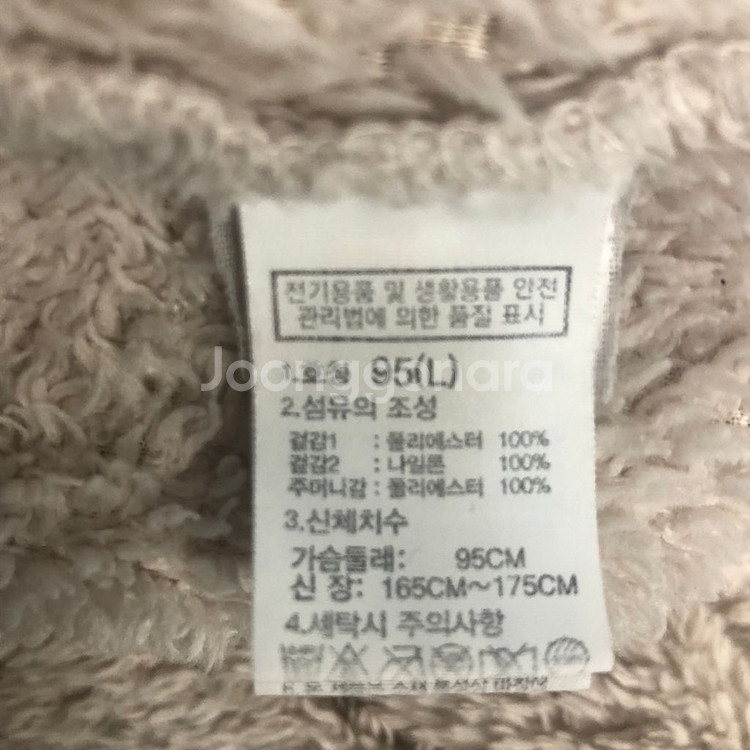 전기용품 및 생활용품 안전
관리법에 의한 품질 표시
1.호칭 95(L)
Joonggonara
2.섬유의 조성
겉감1 : 폴리에스터 100%
겉감2 : 나일론 100%
주머니감 : 폴리에스터 100%
3.신체치수
가슴둘레: 95CM
신 장: 165CM~175CM
4.세탁시 주의사항